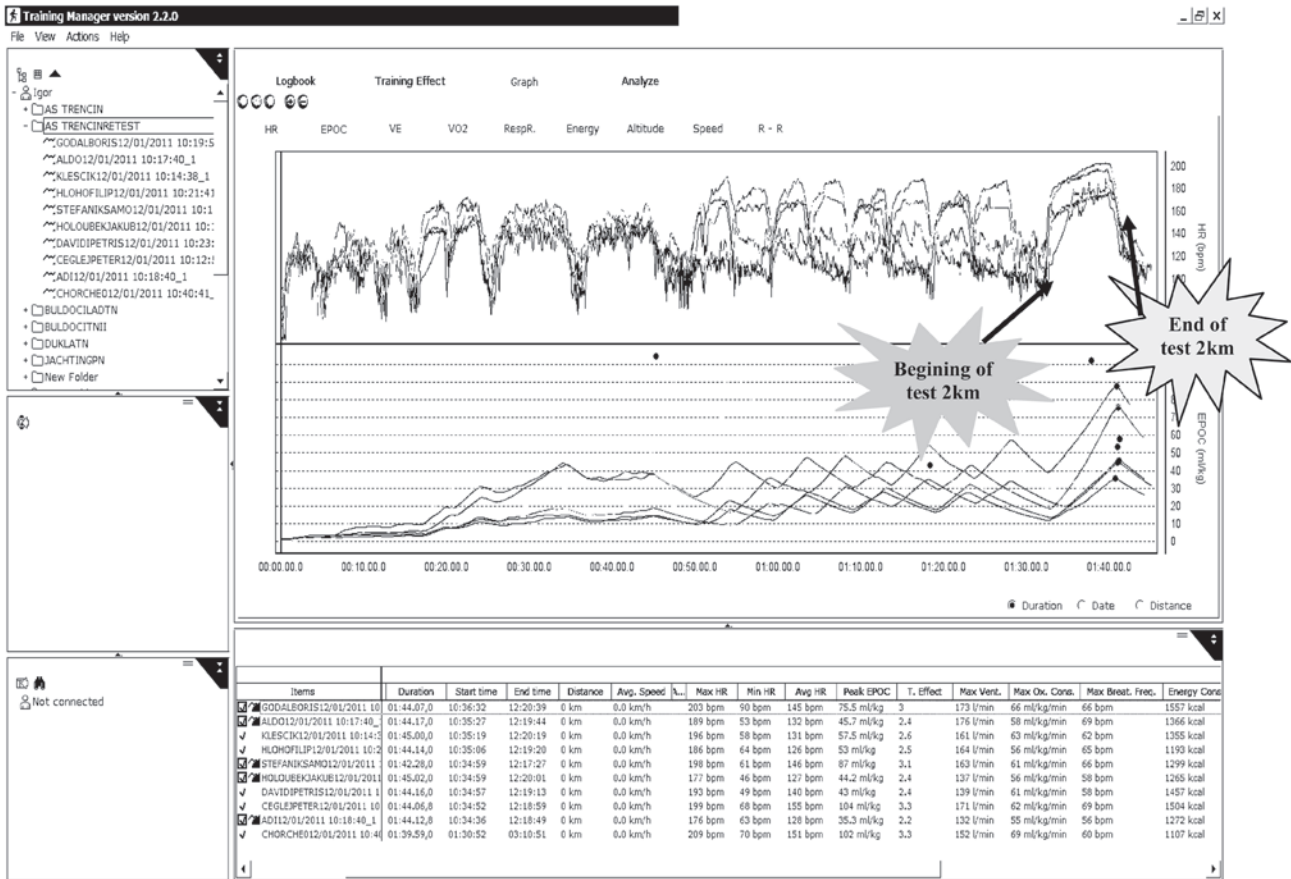 Training Manager version 2.2.0
File View Actions Help
Igor
AS TRENCIN
AS TRENCINRETEST
GODALBORIS12/01/2011 10:19:5
ALDO12/01/2011 10:17:40_1
KLESCIK12/01/2011 10:14:38_1
HLOHOFILIP12/01/2011 10:21:41
STEFANIKSAMO12/01/2011 10:1
HOLOUBEKJAKUB12/01/2011 10:
DAVIDIPETRIS12/01/2011 10:23:
CEGLEJPETER12/01/2011 10:12:
ADI12/01/2011 10:18:40_1
CHORCHE012/01/2011 10:40:41_
BULDOCILADTN
BULDOCITNII
DUKLATN
JACHTINGPN
New Folder
Not connected
Logbook Training Effect Graph Analyze
HR EPOC VE VO2 RespR. Energy Altitude Speed R - R
200
180
160
140
120
HR (bpm)
Begining of
test 2km
End of
test 2km
60
50
40
30
20
10
0
EPOC (ml/kg)
00:00.00.0 00:10.00.0 00:20.00.0 00:30.00.0 00:40.00.0 00:50.00.0 01:00.00.0 01:10.00.0 01:20.00.0 01:30.00.0 01:40.00.0
Duration Date Distance
Items Duration Start time End time Distance Avg. Speed A... Max HR Min HR Avg HR Peak EPOC T. Effect Max Vent. Max Ox. Cons. Max Breat. Freq. Energy Cons
GODALBORIS12/01/2011 10 01:44.07,0 10:36:32 12:20:39 0 km 0.0 km/h 203 bpm 90 bpm 145 bpm 75.5 ml/kg 3 173 l/min 66 ml/kg/min 66 bpm 1557 kcal
ALDO12/01/2011 10:17:40_ 01:44.17,0 10:35:27 12:19:44 0 km 0.0 km/h 189 bpm 53 bpm 132 bpm 45.7 ml/kg 2.4 176 l/min 58 ml/kg/min 69 bpm 1366 kcal
KLESCIK12/01/2011 10:14:3 01:45.00,0 10:35:19 12:20:19 0 km 0.0 km/h 196 bpm 58 bpm 131 bpm 57.5 ml/kg 2.6 161 l/min 63 ml/kg/min 62 bpm 1355 kcal
HLOHOFILIP12/01/2011 10:2 01:44.14,0 10:35:06 12:19:20 0 km 0.0 km/h 186 bpm 64 bpm 126 bpm 53 ml/kg 2.5 164 l/min 56 ml/kg/min 65 bpm 1193 kcal
STEFANIKSAMO12/01/2011 01:42.28,0 10:34:59 12:17:27 0 km 0.0 km/h 198 bpm 61 bpm 146 bpm 87 ml/kg 3.1 163 l/min 61 ml/kg/min 66 bpm 1299 kcal
HOLOUBEKJAKUB12/01/2011 01:45.02,0 10:34:59 12:20:01 0 km 0.0 km/h 177 bpm 46 bpm 127 bpm 44.2 ml/kg 2.4 137 l/min 56 ml/kg/min 58 bpm 1265 kcal
DAVIDIPETRIS12/01/2011 1 01:44.16,0 10:34:57 12:19:13 0 km 0.0 km/h 193 bpm 49 bpm 140 bpm 43 ml/kg 2.4 139 l/min 61 ml/kg/min 58 bpm 1457 kcal
CEGLEJPETER12/01/2011 10 01:44.06,8 10:34:52 12:18:59 0 km 0.0 km/h 199 bpm 68 bpm 155 bpm 104 ml/kg 3.3 171 l/min 62 ml/kg/min 69 bpm 1504 kcal
ADI12/01/2011 10:18:40_1 01:44.12,8 10:34:36 12:18:49 0 km 0.0 km/h 176 bpm 63 bpm 128 bpm 35.3 ml/kg 2.2 132 l/min 55 ml/kg/min 56 bpm 1272 kcal
CHORCHE012/01/2011 10:40 01:39.59,0 01:30:52 03:10:51 0 km 0.0 km/h 209 bpm 70 bpm 151 bpm 102 ml/kg 3.3 152 l/min 69 ml/kg/min 60 bpm 1107 kcal